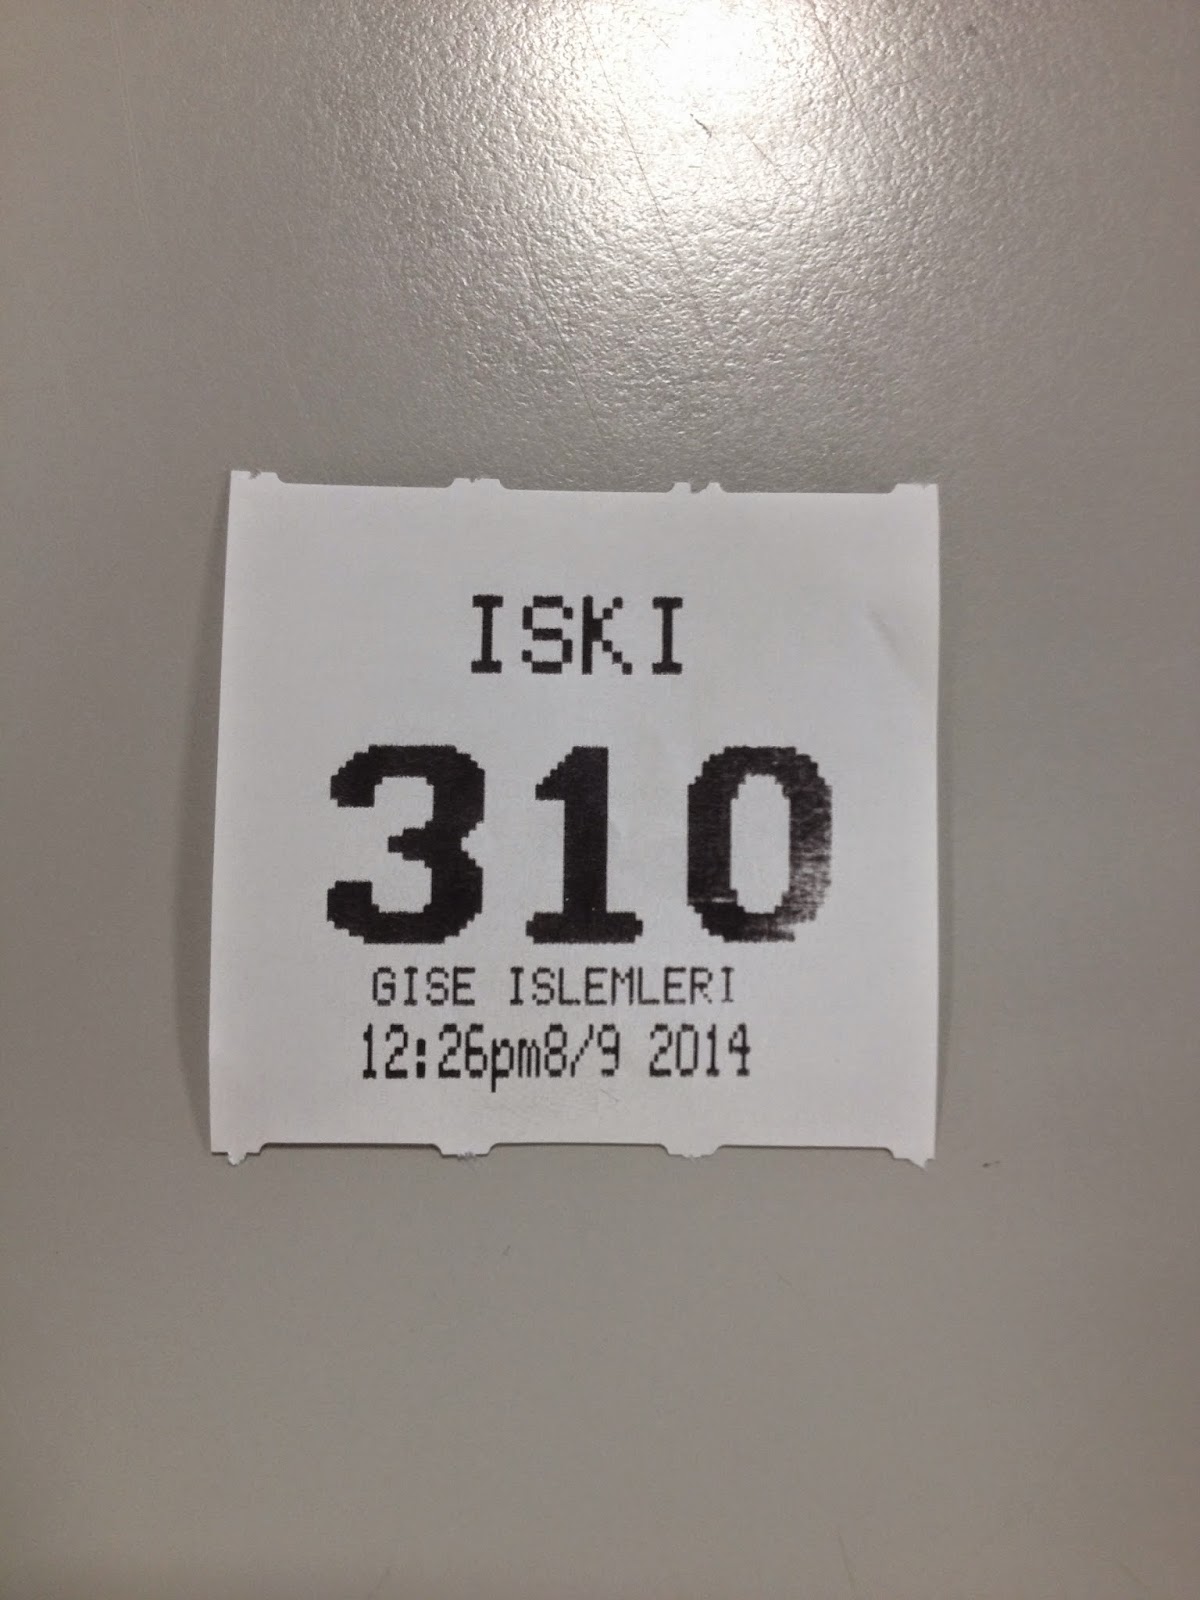 ISKI
310
GISE ISLEMLERI
12:26pm8/9 2014